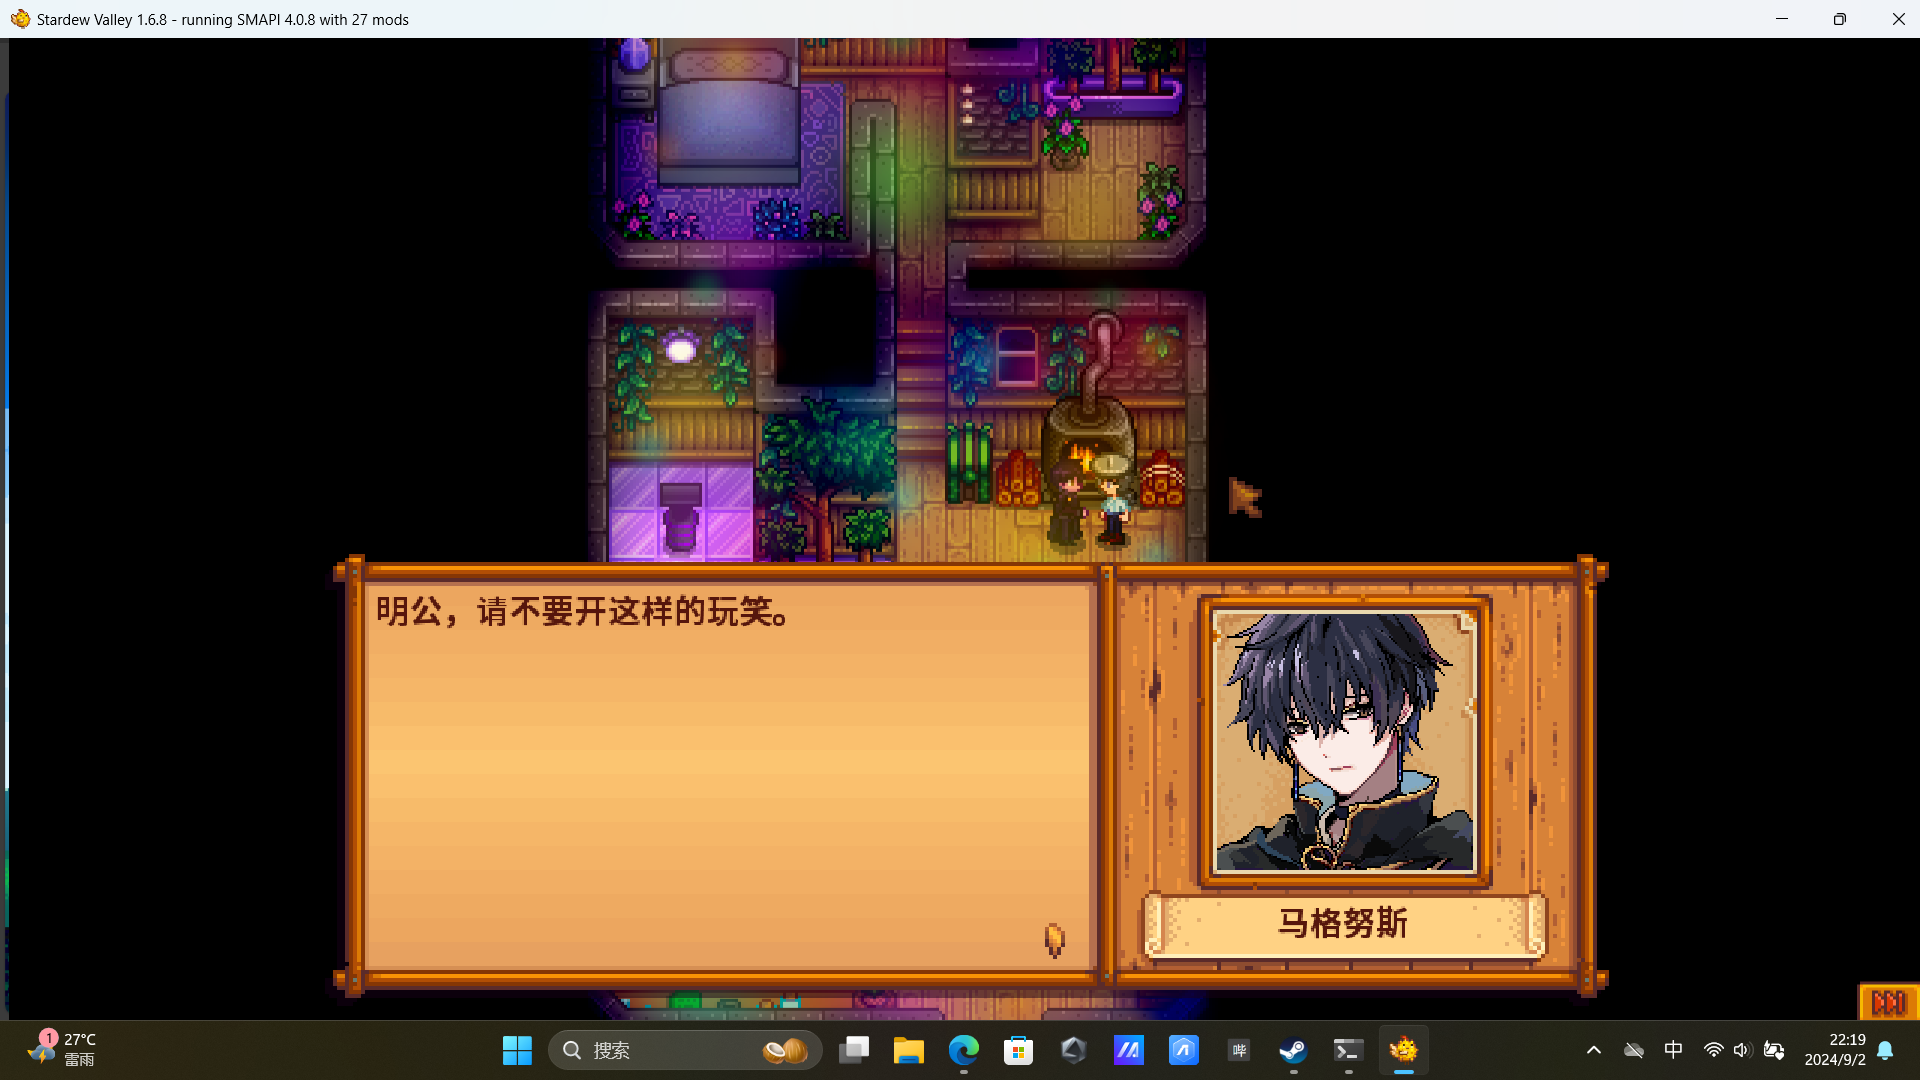 Stardew Valley 1.6.8 - running SMAPI 4.0.8 with 27 mods
明公，请不要开这样的玩笑。
马格努斯
1
27°C
雷雨
搜索
哔
中
22:19
2024/9/2